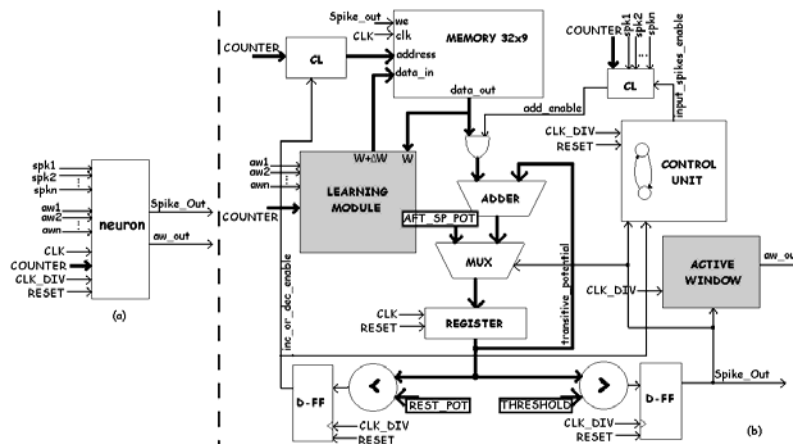 spk1
spk2
spkn
aw1
aw2
awn
CLK
COUNTER
CLK_DIV
RESET
neuron
Spike_Out
aw_out
(a)
Spike_out
we
CLK
clk
MEMORY 32x9
COUNTER
CL
address
data_in
data_out
COUNTER
spk1
spk2
spkn
CL
input_spikes_enable
add_enable
CLK_DIV
RESET
CONTROL
UNIT
W+ΔW
W
aw1
aw2
awn
LEARNING
MODULE
COUNTER
ADDER
AFT_SP_POT
MUX
transitive_potential
ACTIVE
WINDOW
aw_ou
CLK_DIV
CLK
RESET
REGISTER
inc_or_dec_enable
D-FF
<
REST_POT
CLK_DIV
RESET
THRESHOLD
>
D-FF
CLK_DIV
RESET
Spike_Out
(b)